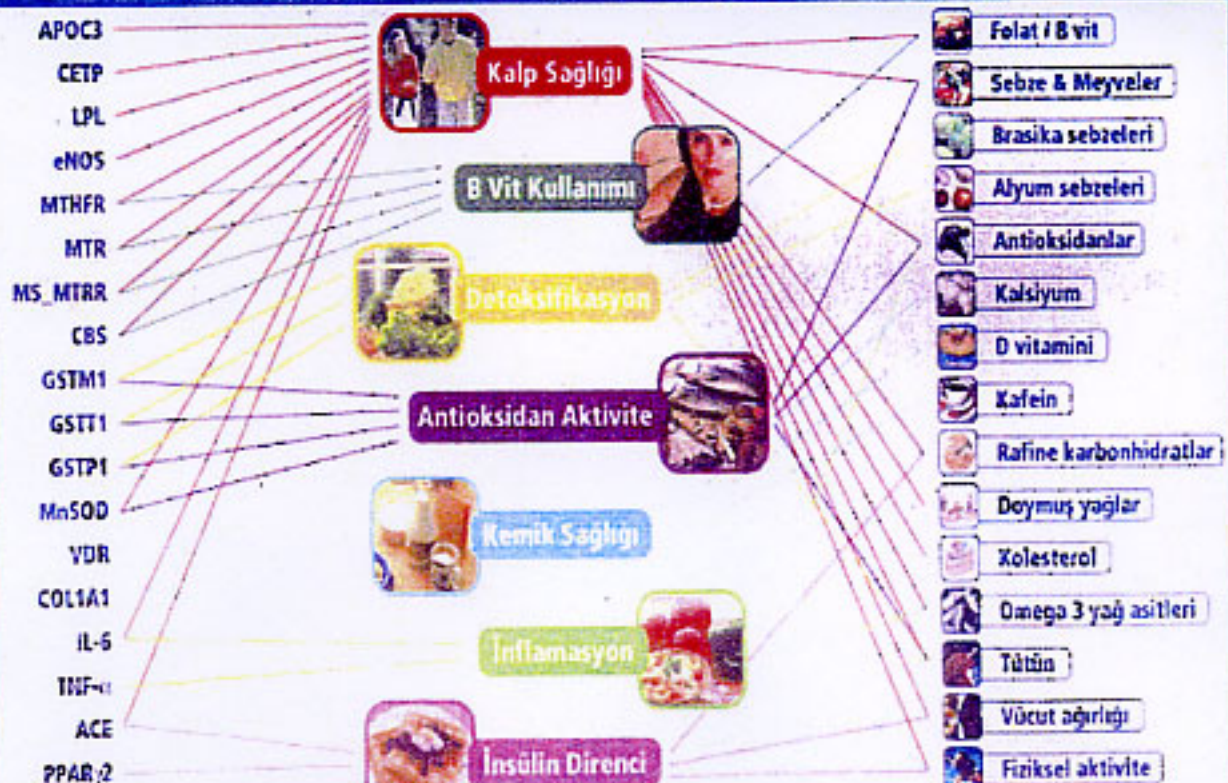 APOC3
CETP
LPL
eNOS
MTHFR
MTR
MS_MTRR
CBS
GSTM1
GSTT1
GSTP1
MnSOD
VDR
COL1A1
IL-6
TNF-α
ACE
PPARγ2
Kalp Sağlığı
B Vit Kullanımı
Detoksifikasyon
Antioksidan Aktivite
Kemik Sağlığı
İnflamasyon
İnsülin Direnci
Folat / B vit
Sebze & Meyveler
Brasika sebzeleri
Alyum sebzeleri
Antioksidanlar
Kalsiyum
D vitamini
Kafein
Rafine karbonhidratlar
Doymuş yağlar
Kolesterol
Omega 3 yağ asitleri
Tütün
Vücut ağırlığı
Fiziksel aktivite